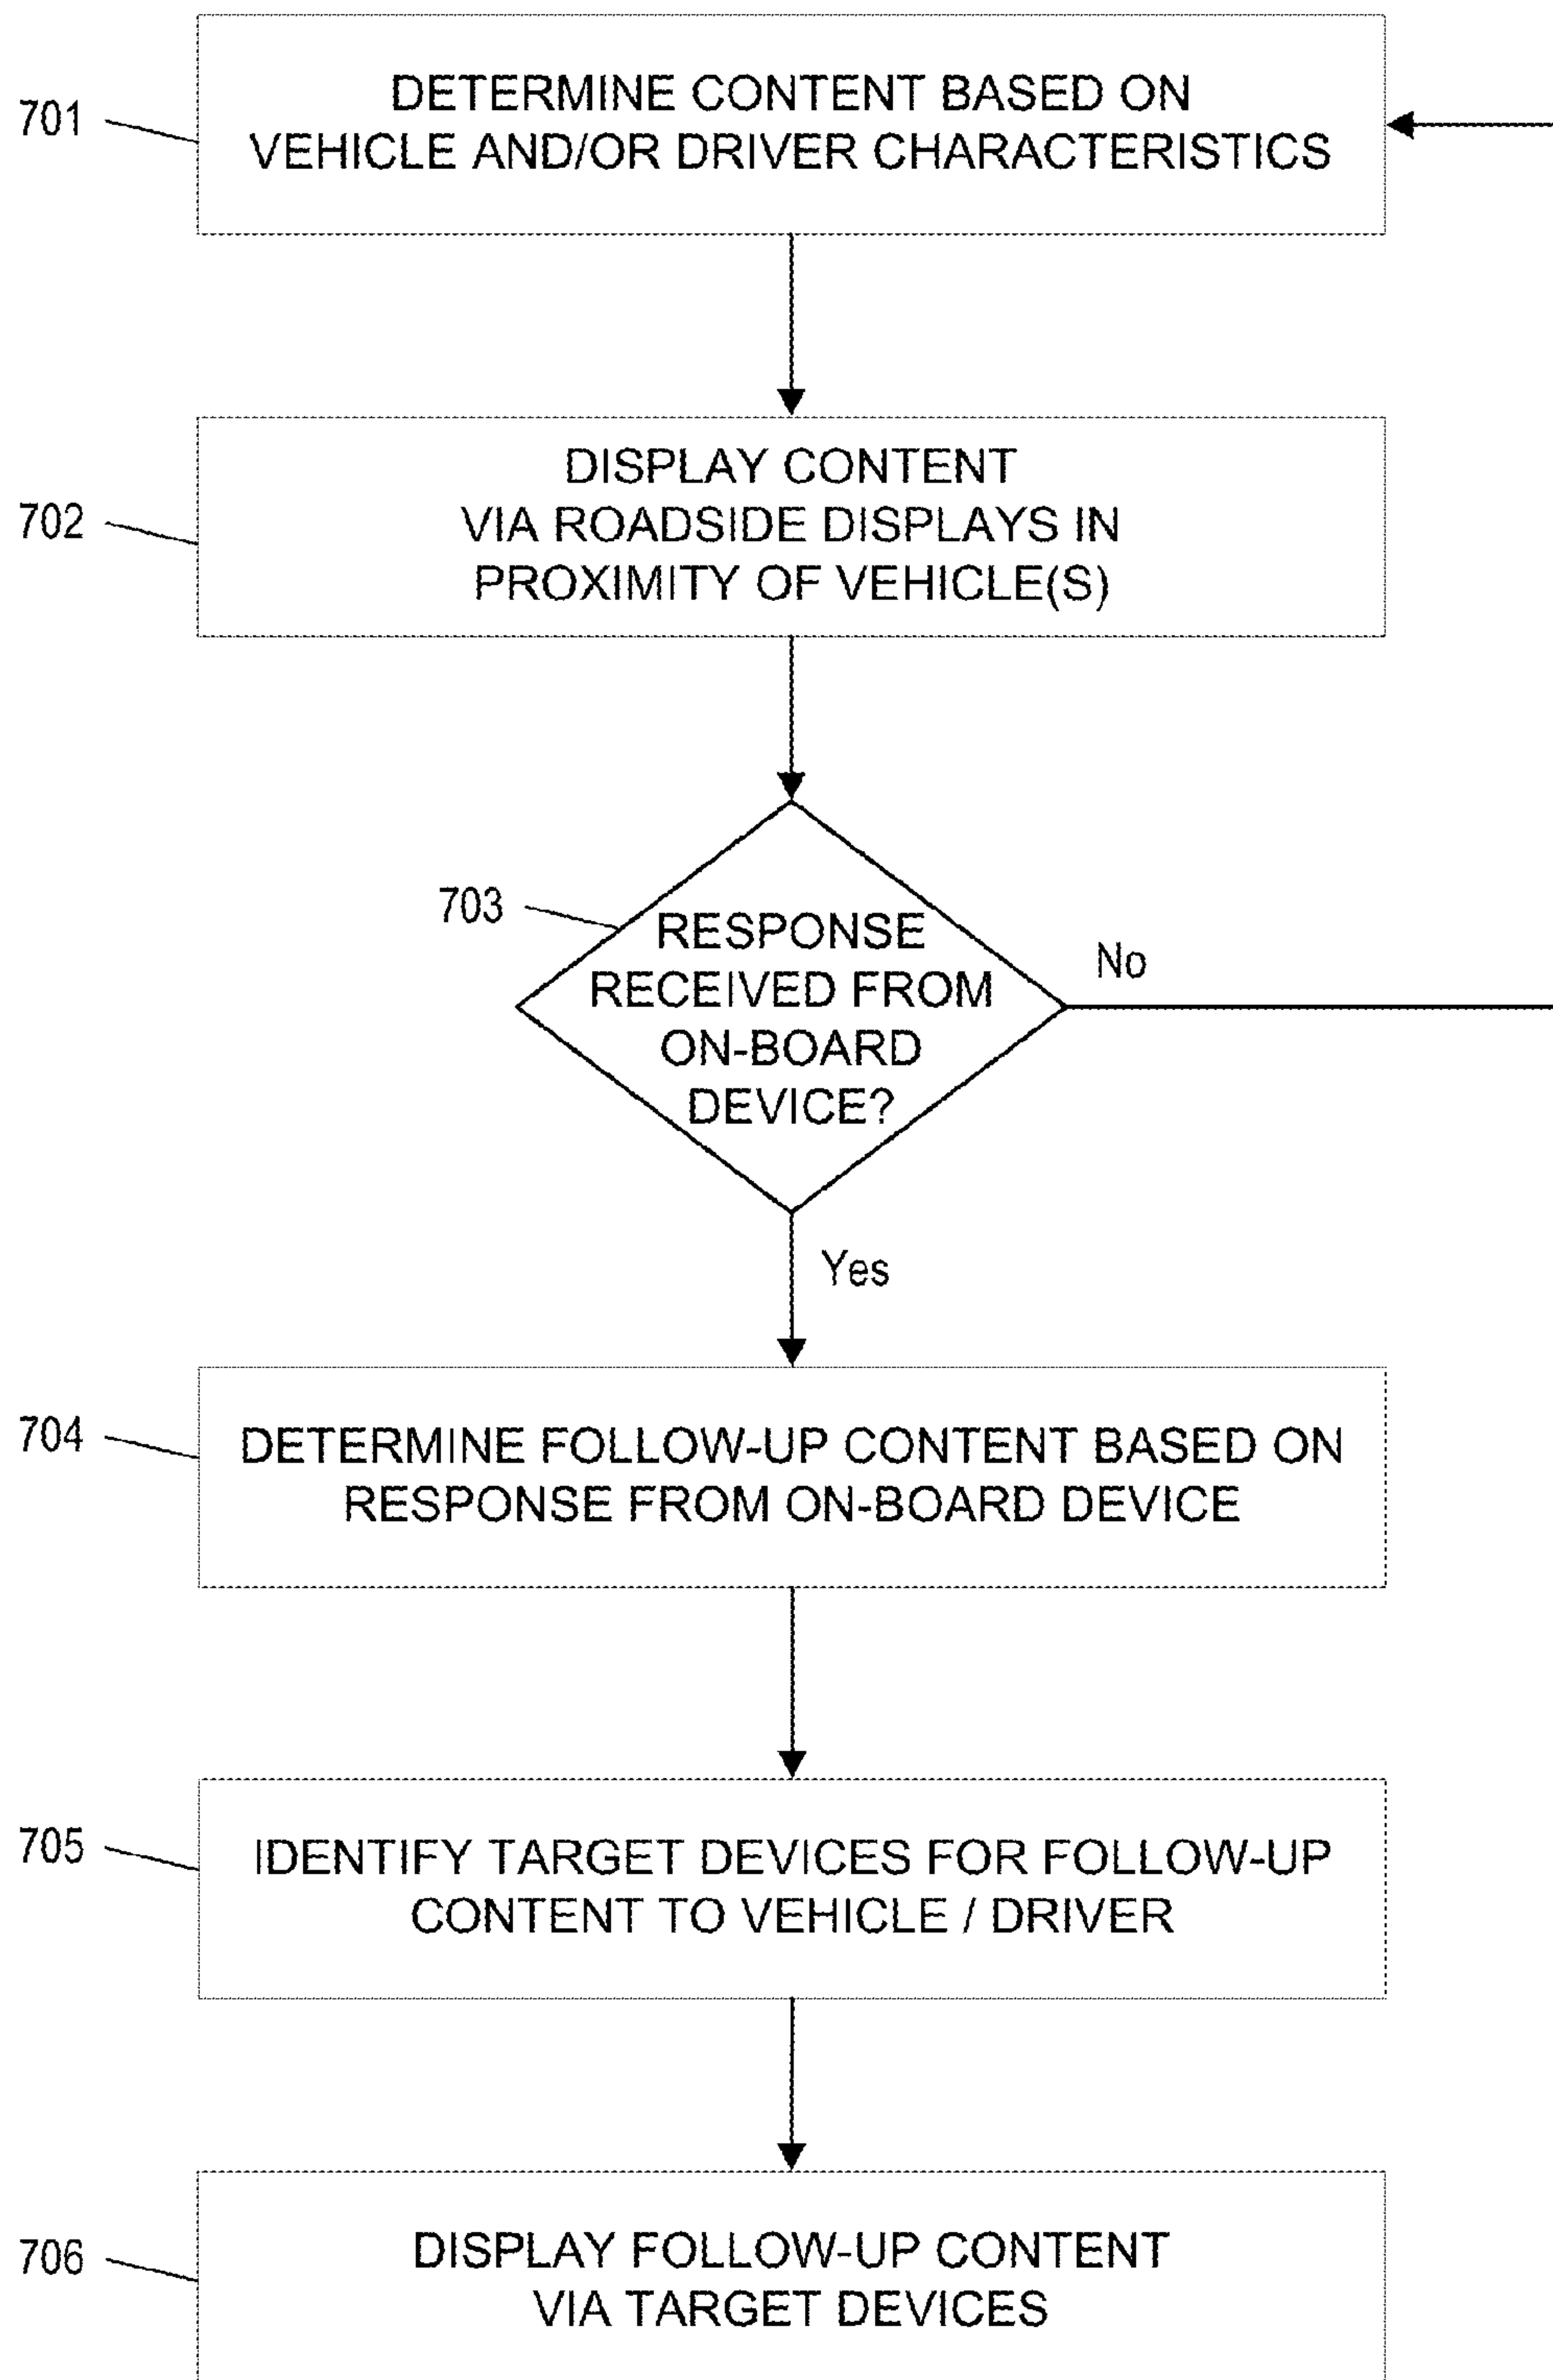 701
DETERMINE CONTENT BASED ON
VEHICLE AND/OR DRIVER CHARACTERISTICS
702
DISPLAY CONTENT
VIA ROADSIDE DISPLAYS IN
PROXIMITY OF VEHICLE(S)
703
RESPONSE
RECEIVED FROM
ON-BOARD
DEVICE?
No
Yes
704
DETERMINE FOLLOW-UP CONTENT BASED ON
RESPONSE FROM ON-BOARD DEVICE
705
IDENTIFY TARGET DEVICES FOR FOLLOW-UP
CONTENT TO VEHICLE / DRIVER
706
DISPLAY FOLLOW-UP CONTENT
VIA TARGET DEVICES